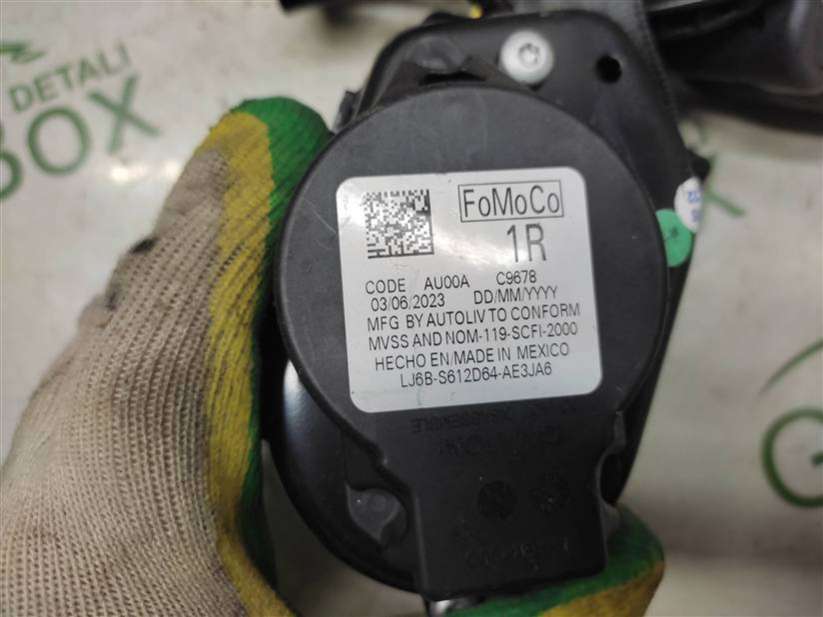 DETALI
BOX
FoMoCo
1R
CODE AU00A C9678
03/06/2023 DD/MM/YYYY
MFG BY AUTOLIV TO CONFORM
MVSS AND NOM-119-SCFI-2000
HECHO EN/MADE IN MEXICO
LJ6B-S612D64-AE3JA6